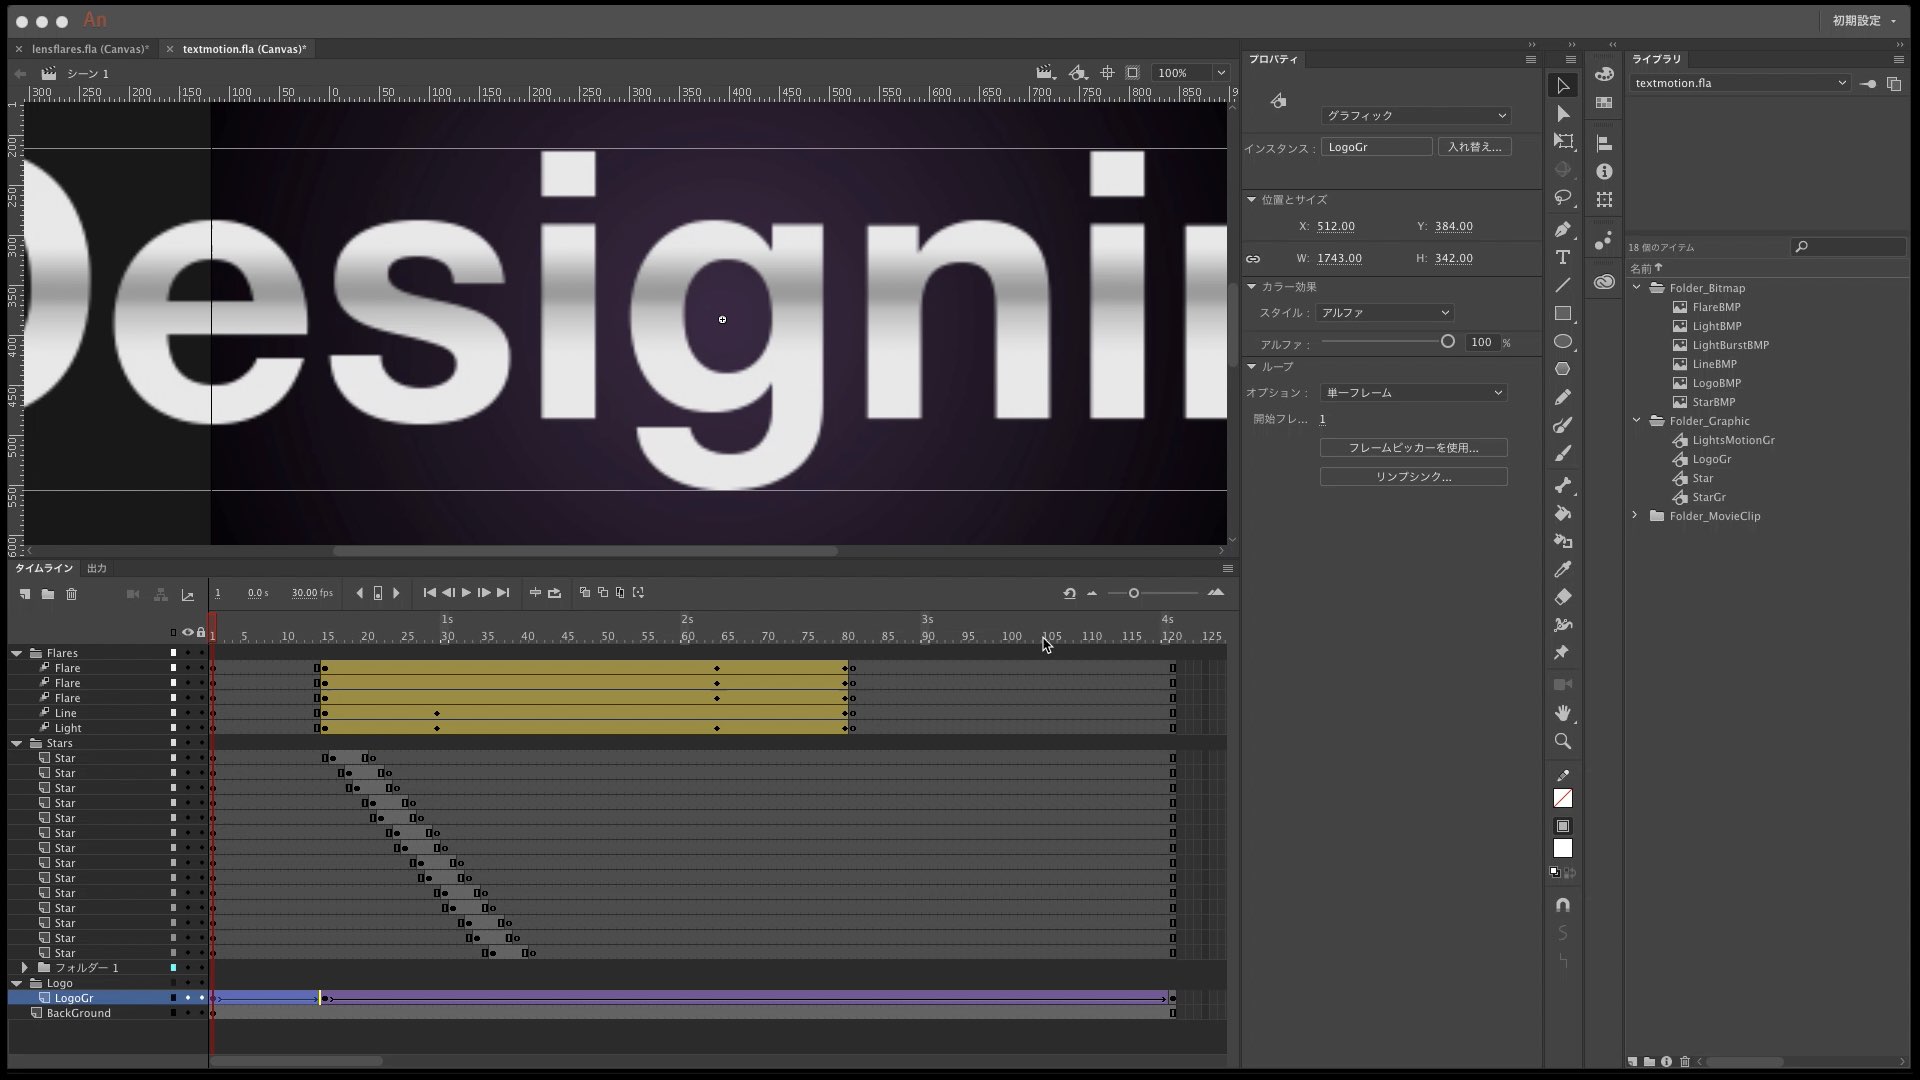 An
初期設定
lensflares.fla (Canvas)*
textmotion.fla (Canvas)*
シーン 1
100%
300 250 200 150 100 50 0 50 100 150 200 250 300 350 400 450 500 550 600 650 700 750 800 850 9
200
250
300
350
400
450
500
550
600
Designin
プロパティ
グラフィック
インスタンス : LogoGr 入れ替え...
位置とサイズ
X: 512.00 Y: 384.00
W: 1743.00 H: 342.00
カラー効果
スタイル : アルファ
アルファ : 100 %
ループ
オプション : 単一フレーム
開始フレ... 1
フレームピッカーを使用...
リップシンク...
ライブラリ
textmotion.fla
18 個のアイテム
名前
Folder_Bitmap
FlareBMP
LightBMP
LightBurstBMP
LineBMP
LogoBMP
StarBMP
Folder_Graphic
LightsMotionGr
LogoGr
Star
StarGr
Folder_MovieClip
タイムライン 出力
1 0.0 s 30.00 fps
1s 2s 3s 4s
1 5 10 15 20 25 30 35 40 45 50 55 60 65 70 75 80 85 90 95 100 105 110 115 120 125
Flares
Flare
Flare
Flare
Line
Light
Stars
Star
Star
Star
Star
Star
Star
Star
Star
Star
Star
Star
Star
Star
Star
フォルダー 1
Logo
LogoGr
BackGround